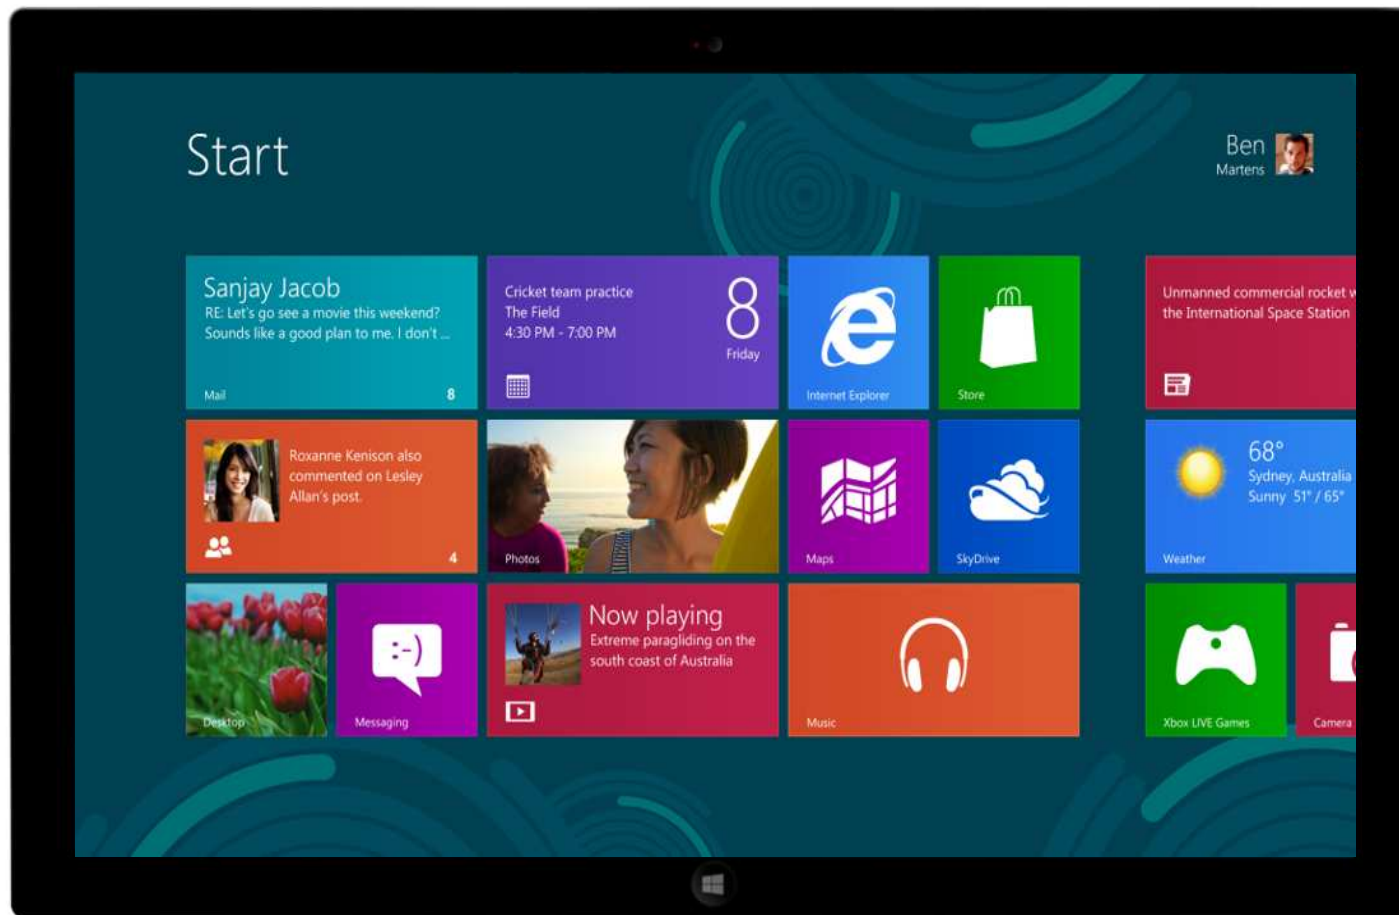 Start
Ben
Martens
Sanjay Jacob
RE: Let's go see a movie this weekend?
Sounds like a good plan to me. I don't ...
Mail
8
Cricket team practice
The Field
4:30 PM - 7:00 PM
8
Friday
Internet Explorer
Store
Unmanned commercial rocket
the International Space Station
Roxanne Kenison also
commented on Lesley
Allan's post.
4
Photos
Maps
SkyDrive
68°
Sydney, Australia
Sunny 51° / 65°
Weather
Desktop
:-)
Messaging
Now playing
Extreme paragliding on the
south coast of Australia
Music
Xbox LIVE Games
Camera